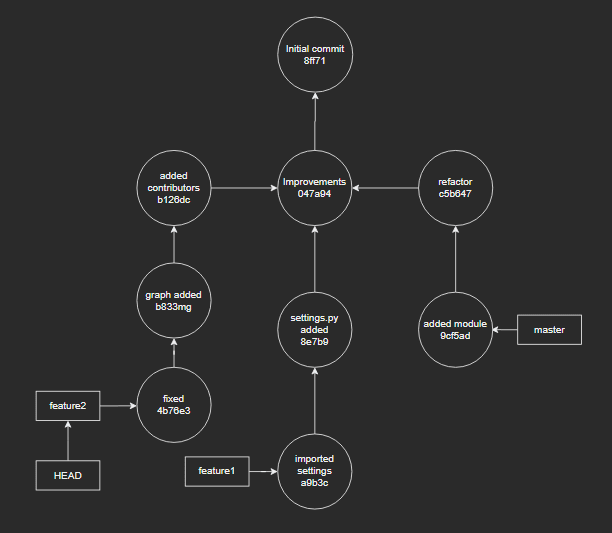 Initial commit
8ff71
added
contributors
b126dc
Improvements
047a94
refactor
c5b647
graph added
b833mg
settings.py
added
8e7b9
added module
9cf5ad
master
feature2
fixed
4b76e3
HEAD
feature1
imported
settings
a9b3c